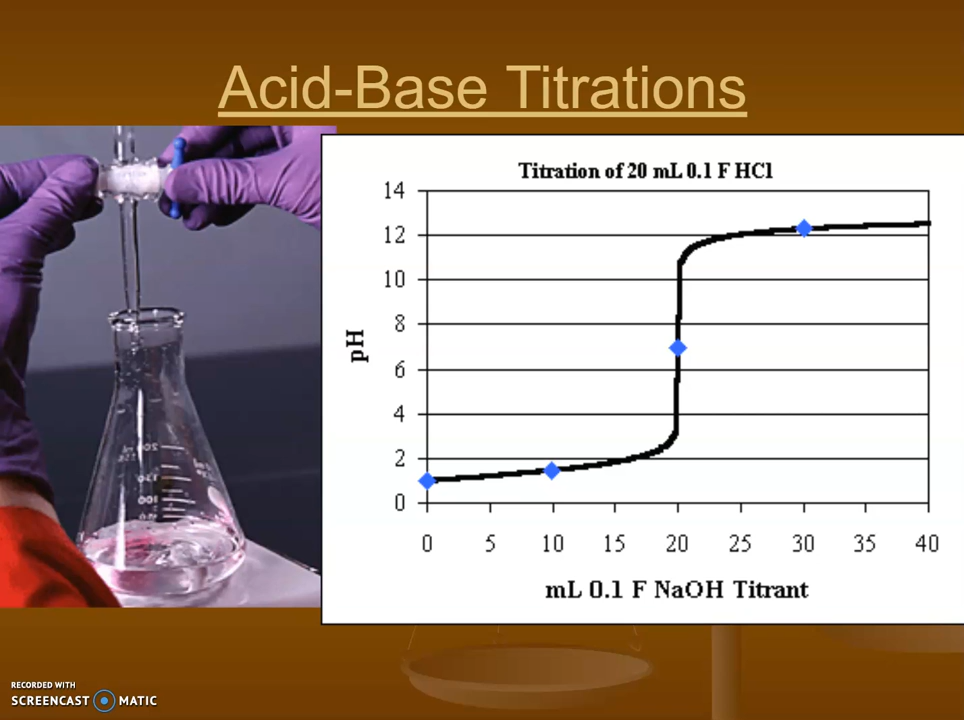 Acid-Base Titrations
Titration of 20 mL 0.1 F HCl
14
12
10
8
6
4
2
0
pH
0 5 10 15 20 25 30 35 40
mL 0.1 F NaOH Titrant
100
RECORDED WITH
SCREENCAST MATIC